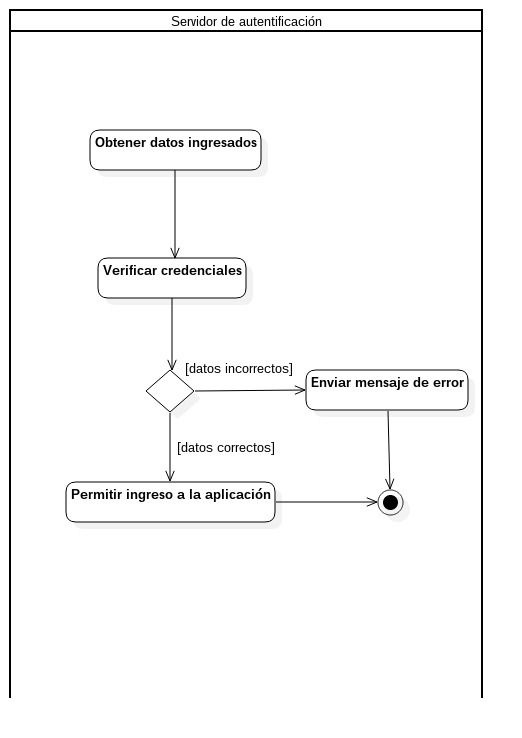 Servidor de autentificación
Obtener datos ingresados
Verificar credenciales
[datos incorrectos]
Enviar mensaje de error
[datos correctos]
Permitir ingreso a la aplicación